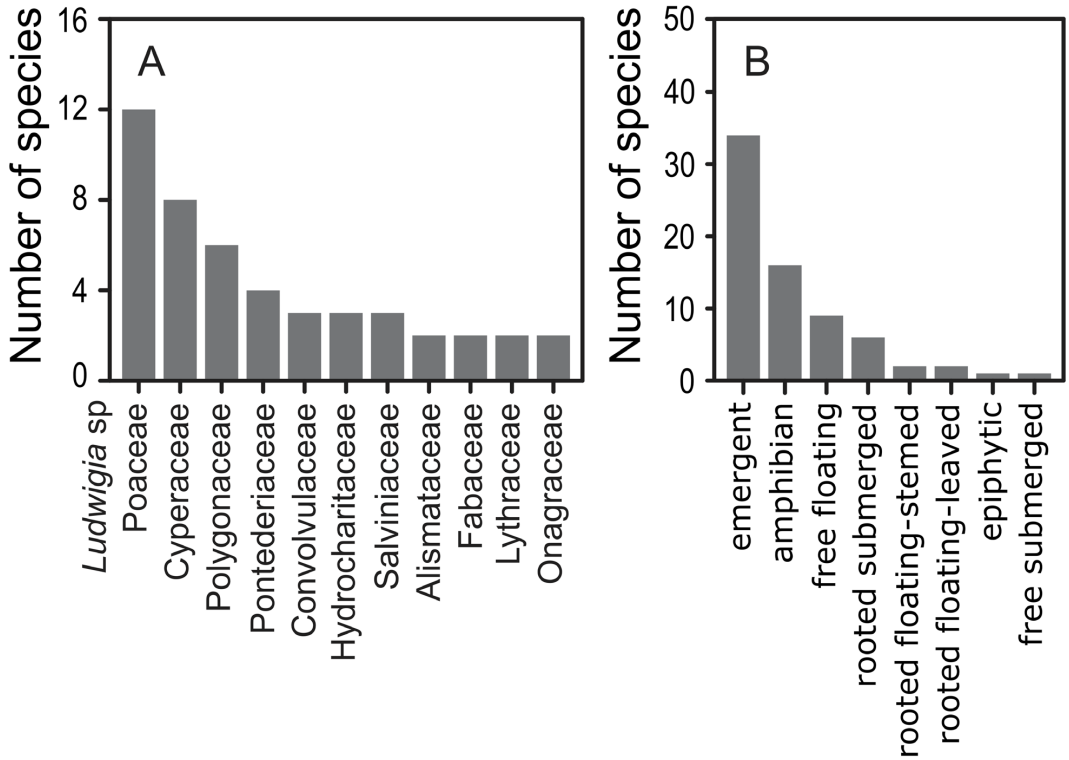 Number of species
16
12
8
4
0
A
Ludwigia sp
Poaceae
Cyperaceae
Polygonaceae
Pontederiaceae
Convolvulaceae
Hydrocharitaceae
Salviniaceae
Alismataceae
Fabaceae
Lythraceae
Onagraceae
Number of species
50
40
30
20
10
0
B
emergent
amphibian
free floating
rooted submerged
rooted floating-stemed
rooted floating-leaved
epiphytic
free submerged